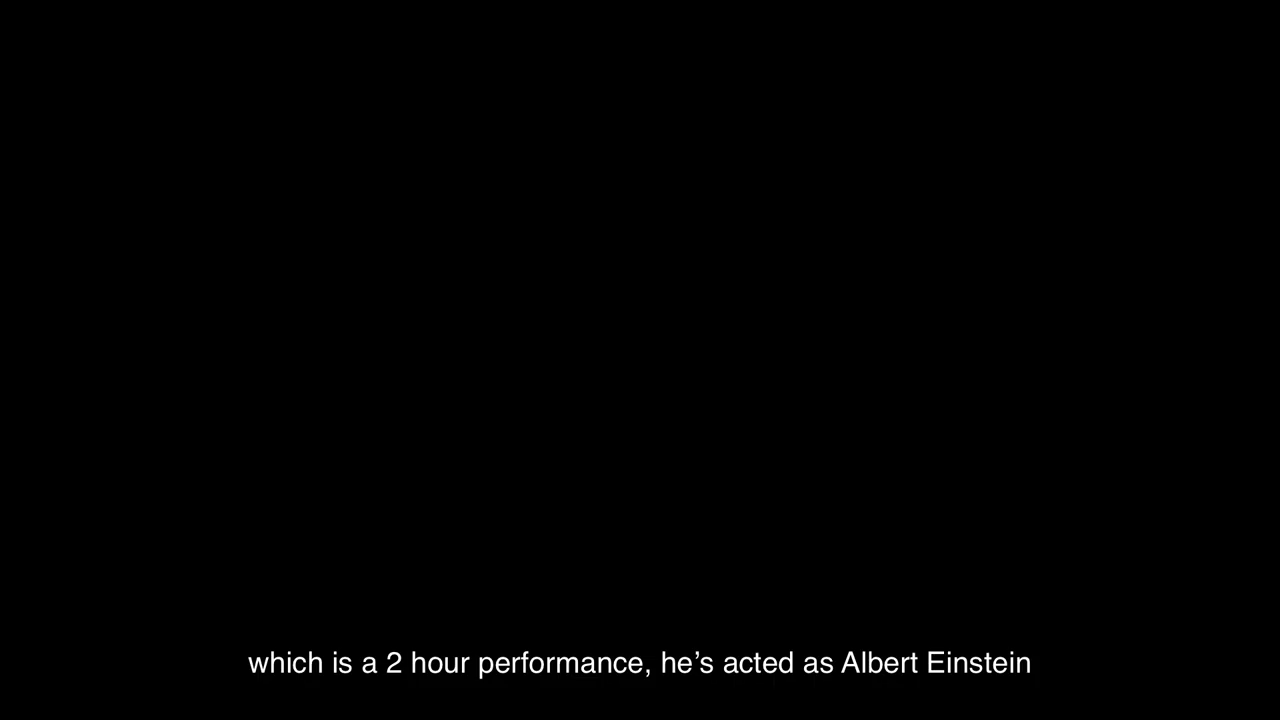 which is a 2 hour performance, he’s acted as Albert Einstein